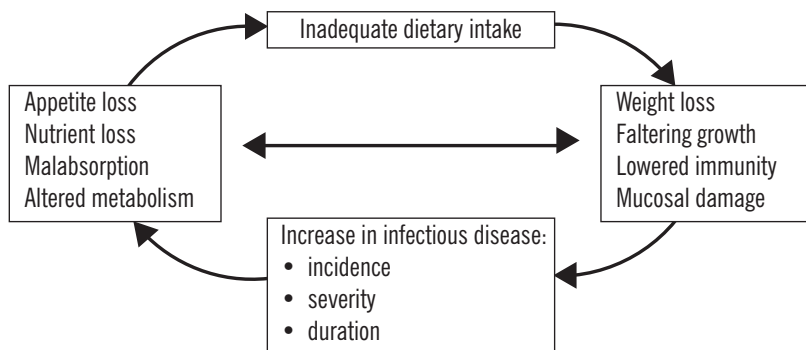 Inadequate dietary intake
Appetite loss
Nutrient loss
Malabsorption
Altered metabolism
Weight loss
Faltering growth
Lowered immunity
Mucosal damage
Increase in infectious disease:
• incidence
• severity
• duration